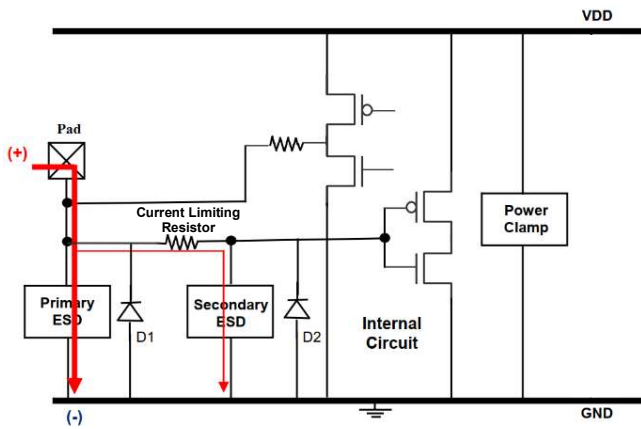 VDD
Pad
(+)
Current Limiting
Resistor
Power
Clamp
Primary
ESD
D1
Secondary
ESD
D2
Internal
Circuit
(-)
GND